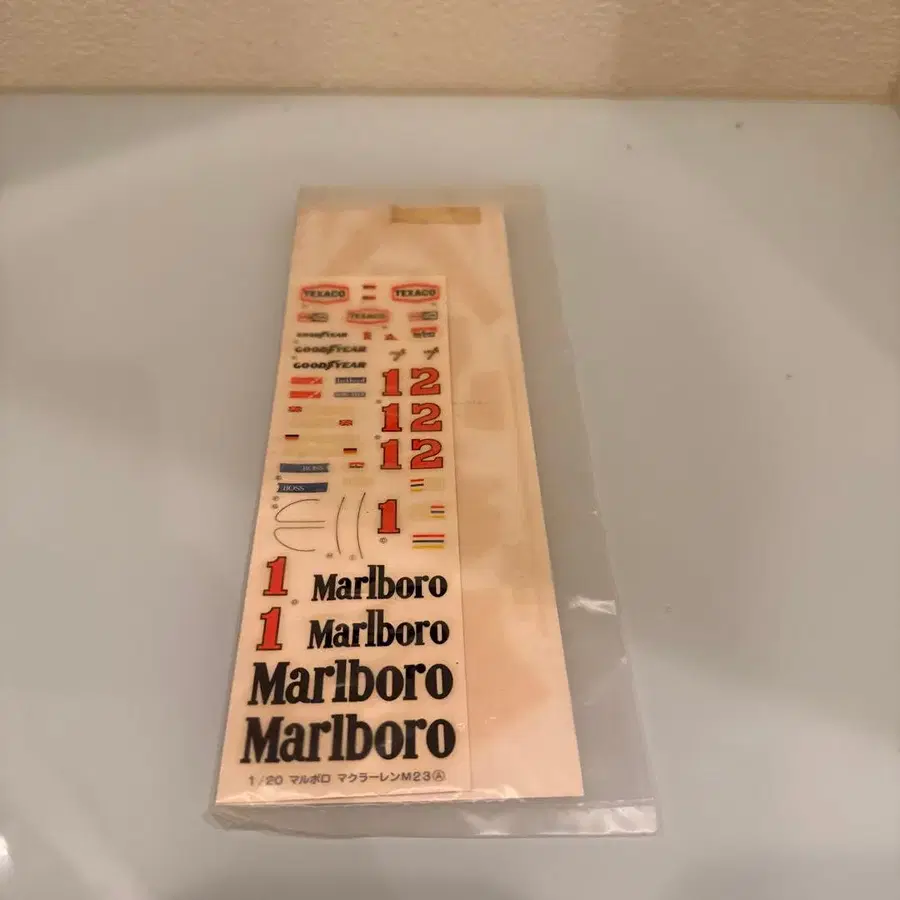 TEXACO TEXACO
TEXACO
GOODYEAR
GOODYEAR
GOODYEAR
1 2
1 2
1 2
BOSS
BOSS
1
1 Marlboro
1 Marlboro
Marlboro
Marlboro
1/20 マルボロ マクラーレンM23Ⓐ